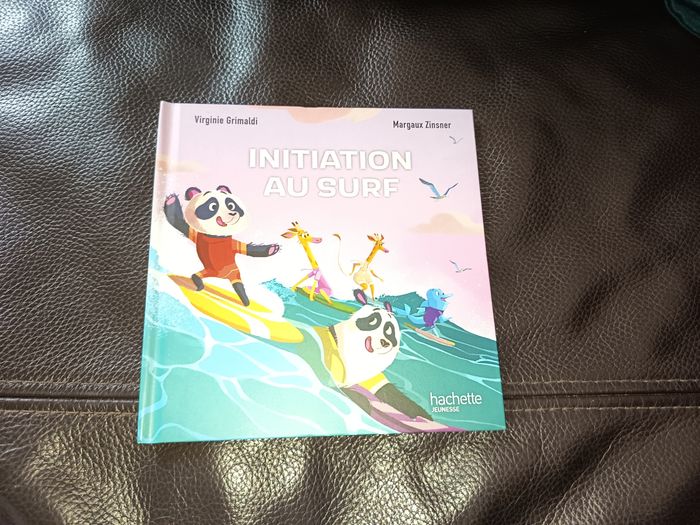 Virginie Grimaldi
Margaux Zinsner
INITIATION
AU SURF
hachette
JEUNESSE